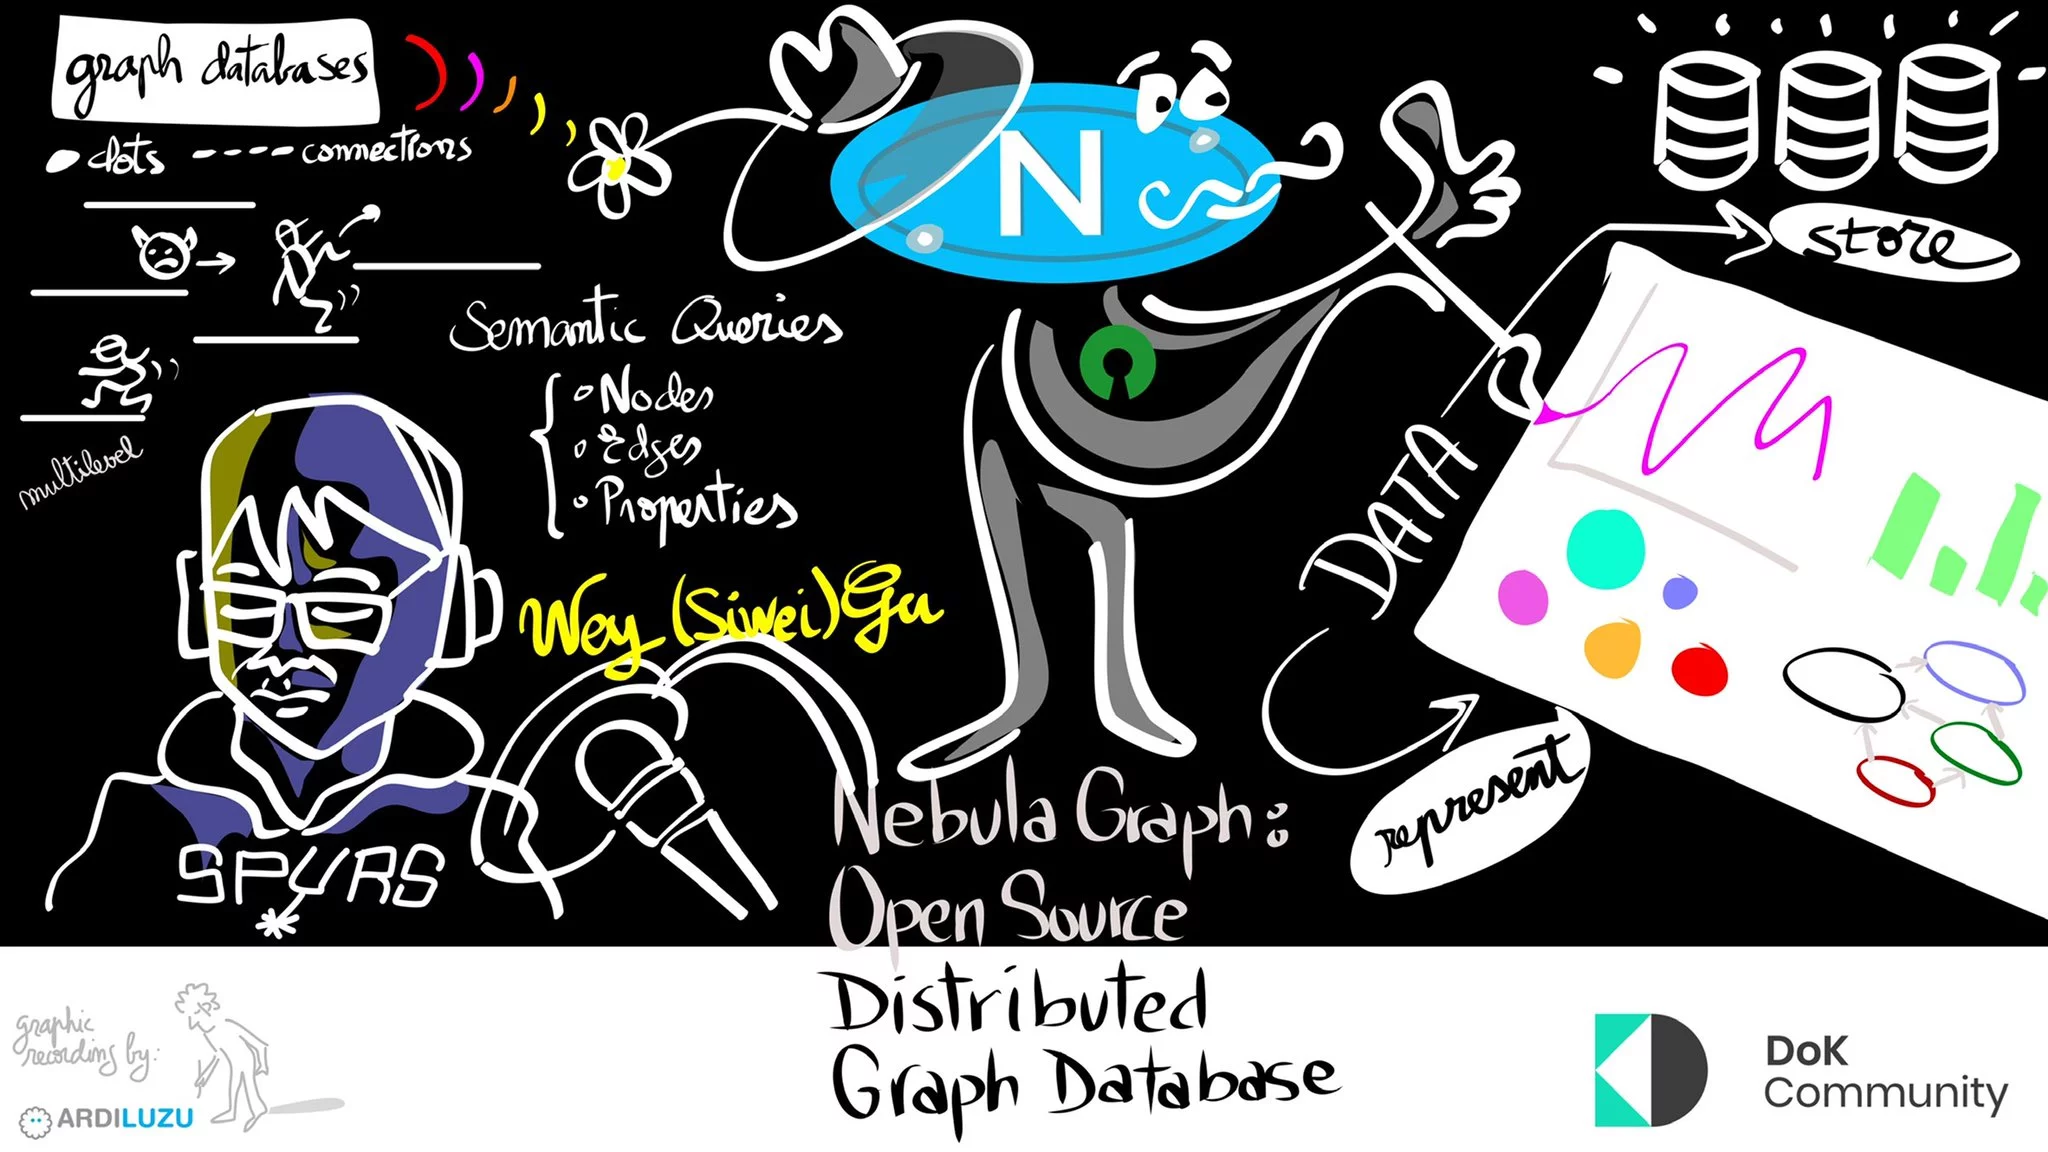 graph databases
dots ---- connections
multilevel
Semantic Queries
Nodes
Edges
Properties
Wey (Siwei) Gu
SPURS
N
store
DATA
represent
Nebula Graph:
Open Source
Distributed
Graph Database
graphic
recording by:
ARDILUZU
DoK
Community